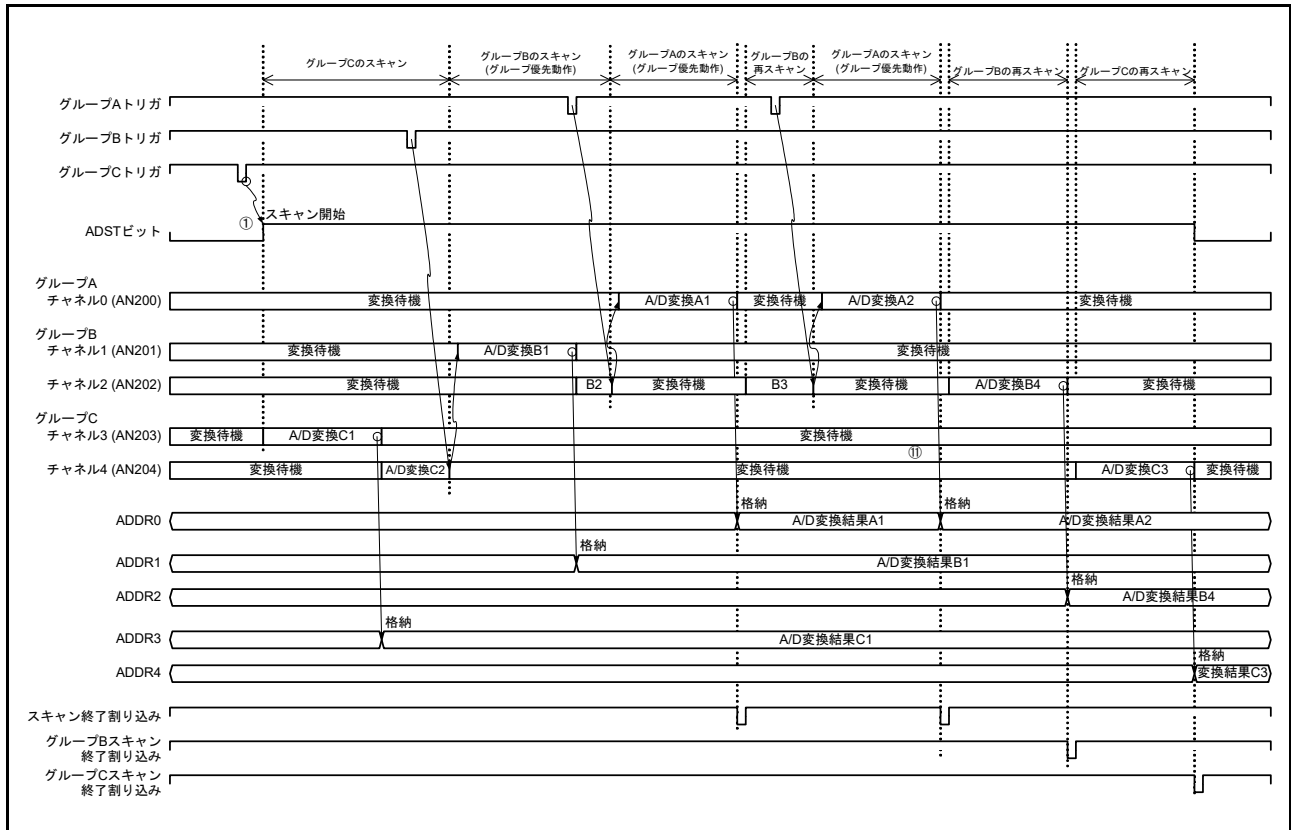 グループCのスキャン
グループBのスキャン
(グループ優先動作)
グループAのスキャン
(グループ優先動作)
グループBの
再スキャン
グループAのスキャン
(グループ優先動作)
グループBの再スキャン
グループCの再スキャン
グループAトリガ
グループBトリガ
グループCトリガ
①
スキャン開始
ADSTビット
グループA
チャネル0 (AN200)
変換待機
A/D変換A1
変換待機
A/D変換A2
変換待機
グループB
チャネル1 (AN201)
変換待機
A/D変換B1
変換待機
チャネル2 (AN202)
変換待機
B2
変換待機
B3
変換待機
A/D変換B4
変換待機
グループC
チャネル3 (AN203)
変換待機
A/D変換C1
変換待機
⑪
チャネル4 (AN204)
変換待機
A/D変換C2
変換待機
A/D変換C3
変換待機
格納
格納
ADDR0
A/D変換結果A1
A/D変換結果A2
格納
ADDR1
A/D変換結果B1
格納
ADDR2
A/D変換結果B4
格納
ADDR3
A/D変換結果C1
格納
ADDR4
変換結果C3
スキャン終了割り込み
グループBスキャン
終了割り込み
グループCスキャン
終了割り込み